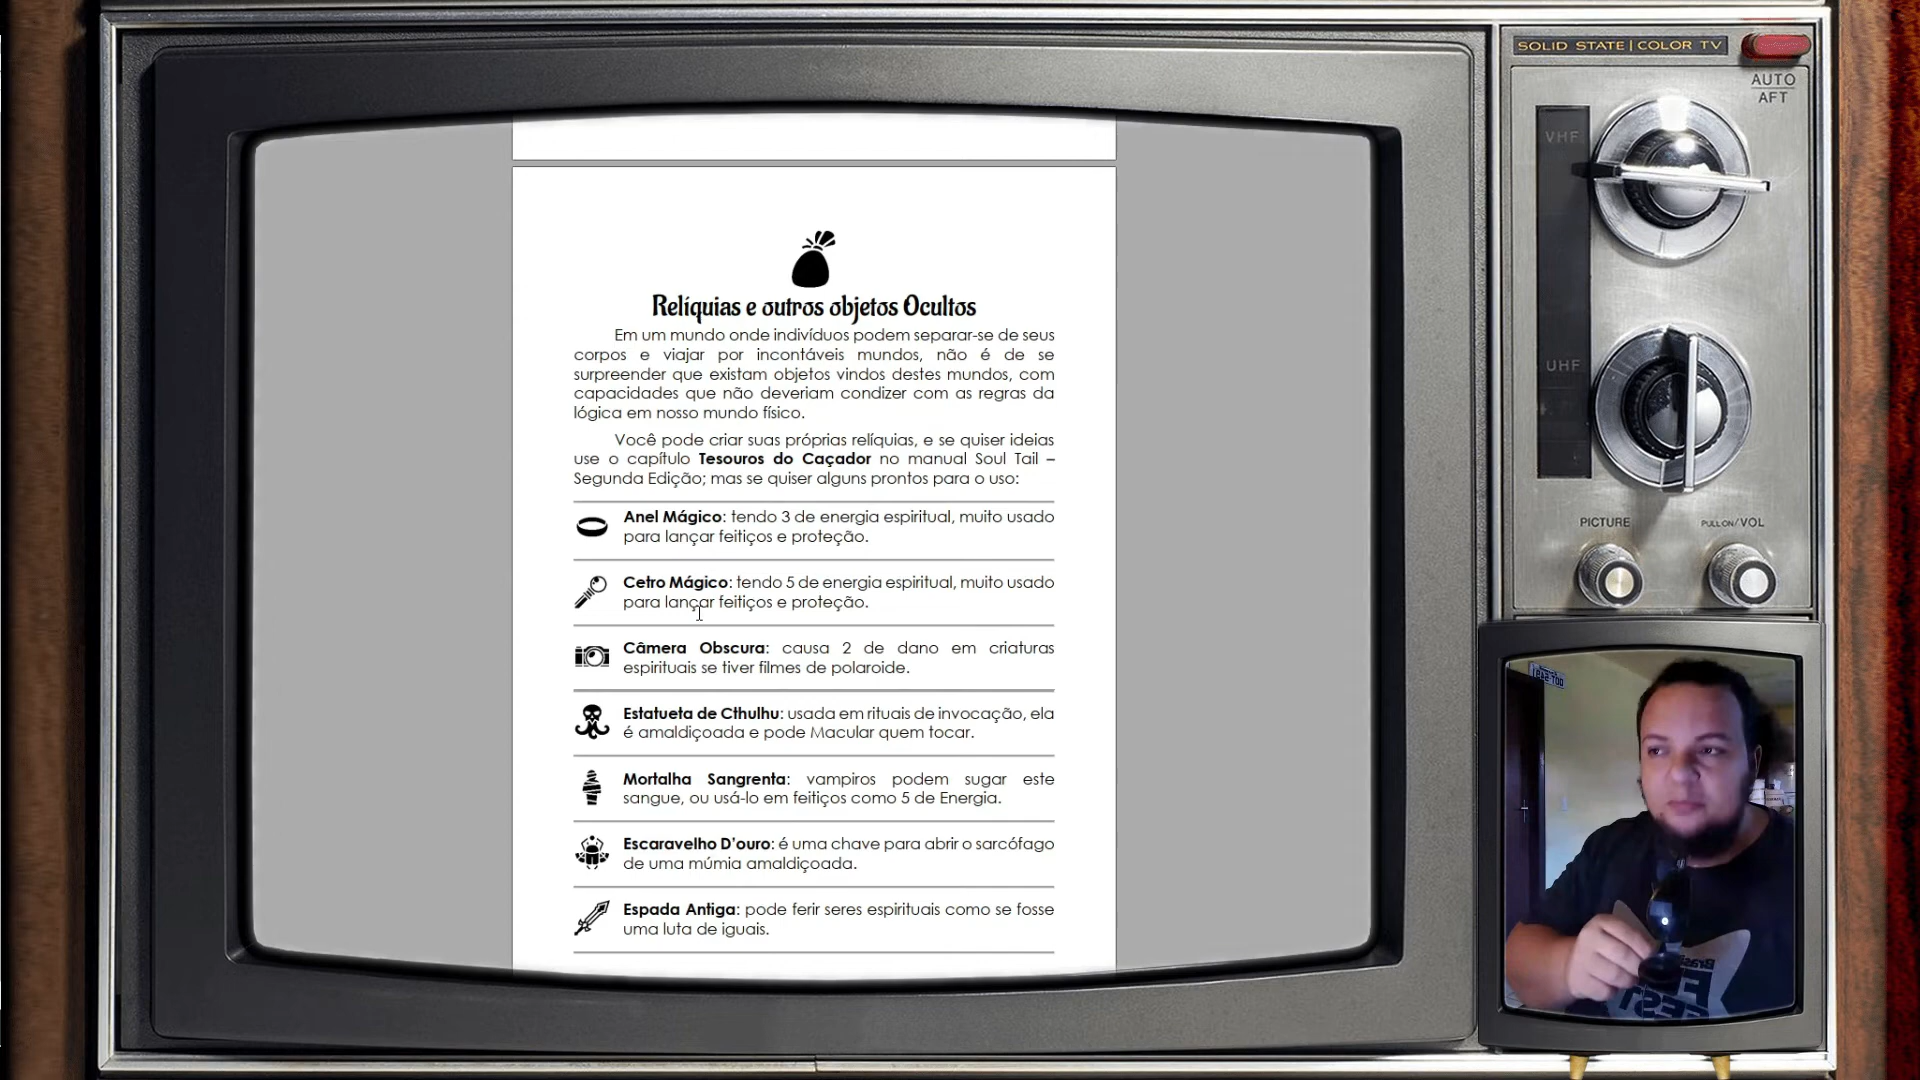 SOLID STATE | COLOR TV
AUTO
AFT
VHF
UHF
PICTURE
PULL ON/VOL
Relíquias e outros objetos Ocultos
Em um mundo onde indivíduos podem separar-se de seus
corpos e viajar por incontáveis mundos, não é de se
surpreender que existam objetos vindos destes mundos, com
capacidades que não deveriam condizer com as regras da
lógica em nosso mundo físico.
Você pode criar suas próprias relíquias, e se quiser ideias
use o capítulo Tesouros do Caçador no manual Soul Tail –
Segunda Edição; mas se quiser alguns prontos para o uso:
Anel Mágico: tendo 3 de energia espiritual, muito usado
para lançar feitiços e proteção.
Cetro Mágico: tendo 5 de energia espiritual, muito usado
para lançar feitiços e proteção.
Câmera Obscura: causa 2 de dano em criaturas
espirituais se tiver filmes de polaroide.
Estatueta de Cthulhu: usada em rituais de invocação, ela
é amaldiçoada e pode Macular quem tocar.
Mortalha Sangrenta: vampiros podem sugar este
sangue, ou usá-lo em feitiços como 5 de Energia.
Escaravelho D'ouro: é uma chave para abrir o sarcófago
de uma múmia amaldiçoada.
Espada Antiga: pode ferir seres espirituais como se fosse
uma luta de iguais.